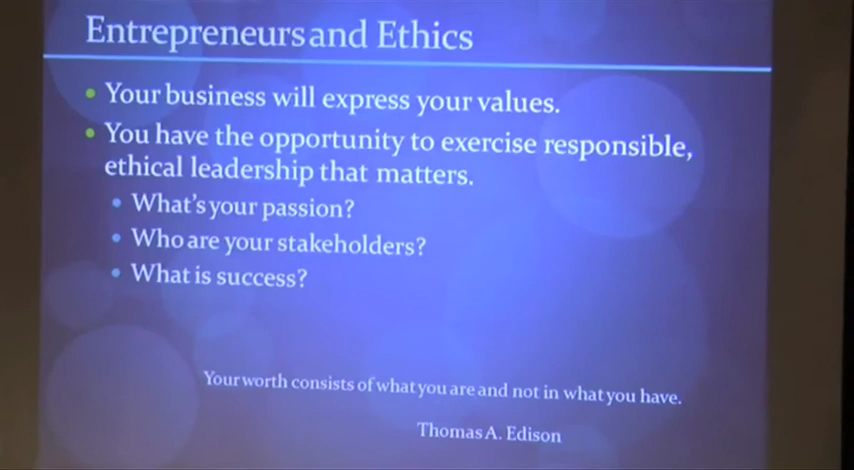 Entrepreneurs and Ethics
• Your business will express your values.
• You have the opportunity to exercise responsible,
ethical leadership that matters.
• What's your passion?
• Who are your stakeholders?
• What is success?
Your worth consists of what you are and not in what you have.
Thomas A. Edison